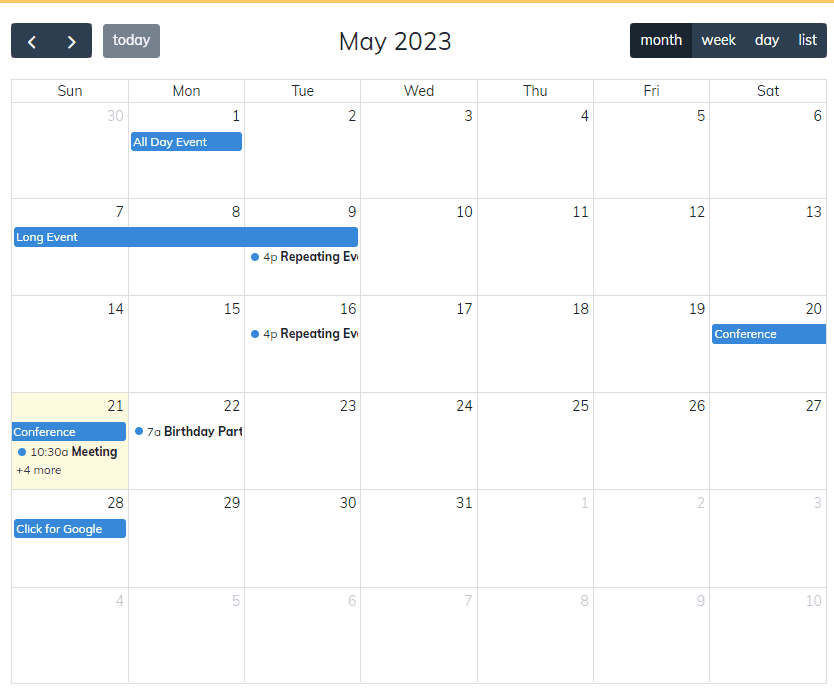 today
May 2023
month week day list
Sun Mon Tue Wed Thu Fri Sat
30 1 2 3 4 5 6
All Day Event
7 8 9 10 11 12 13
Long Event
4p Repeating Ev
14 15 16 17 18 19 20
4p Repeating Ev
Conference
21 22 23 24 25 26 27
Conference
7a Birthday Part
10:30a Meeting
+4 more
28 29 30 31 1 2 3
Click for Google
4 5 6 7 8 9 10